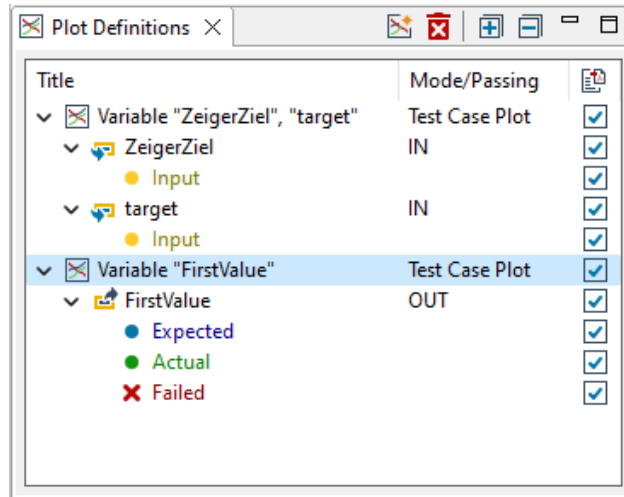 Plot Definitions
Title Mode/Passing
Variable "ZeigerZiel", "target" Test Case Plot
ZeigerZiel IN
Input
target IN
Input
Variable "FirstValue" Test Case Plot
FirstValue OUT
Expected
Actual
Failed